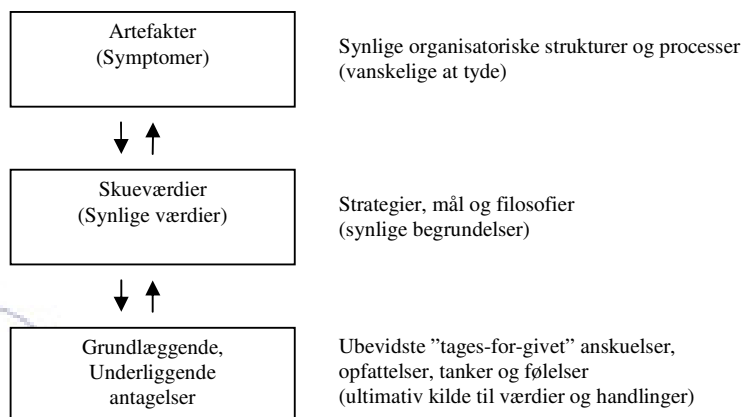 Artefakter
(Symptomer)
Synlige organisatoriske strukturer og processer
(vanskelige at tyde)
Skueværdier
(Synlige værdier)
Strategier, mål og filosofier
(synlige begrundelser)
Grundlæggende,
Underliggende
antagelser
Ubevidste ”tages-for-givet” anskuelser,
opfattelser, tanker og følelser
(ultimativ kilde til værdier og handlinger)